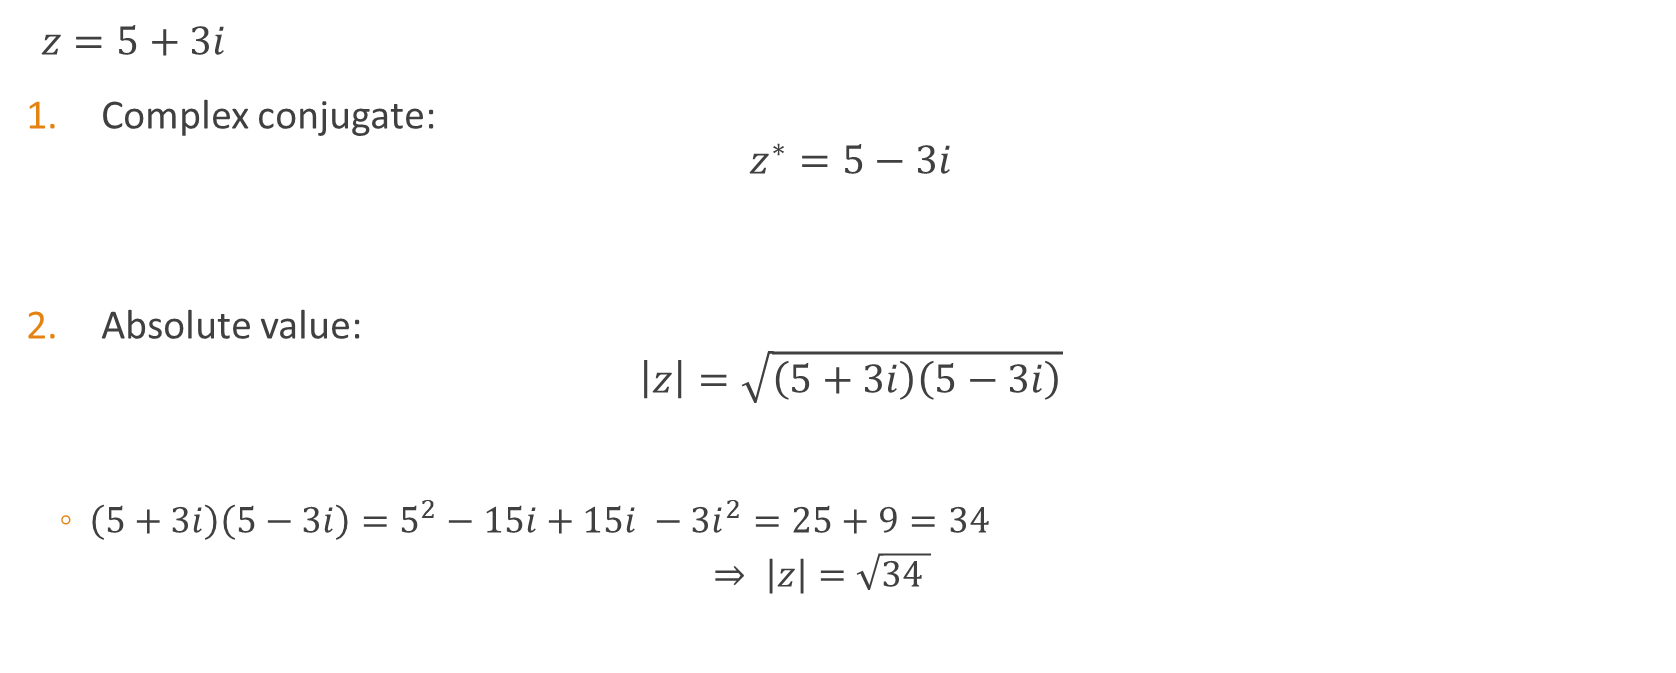 z = 5 + 3i
1. Complex conjugate:
z* = 5 − 3i
2. Absolute value:
|z| = √(5 + 3i)(5 − 3i)
◦ (5 + 3i)(5 − 3i) = 5² − 15i + 15i − 3i² = 25 + 9 = 34
⇒ |z| = √34